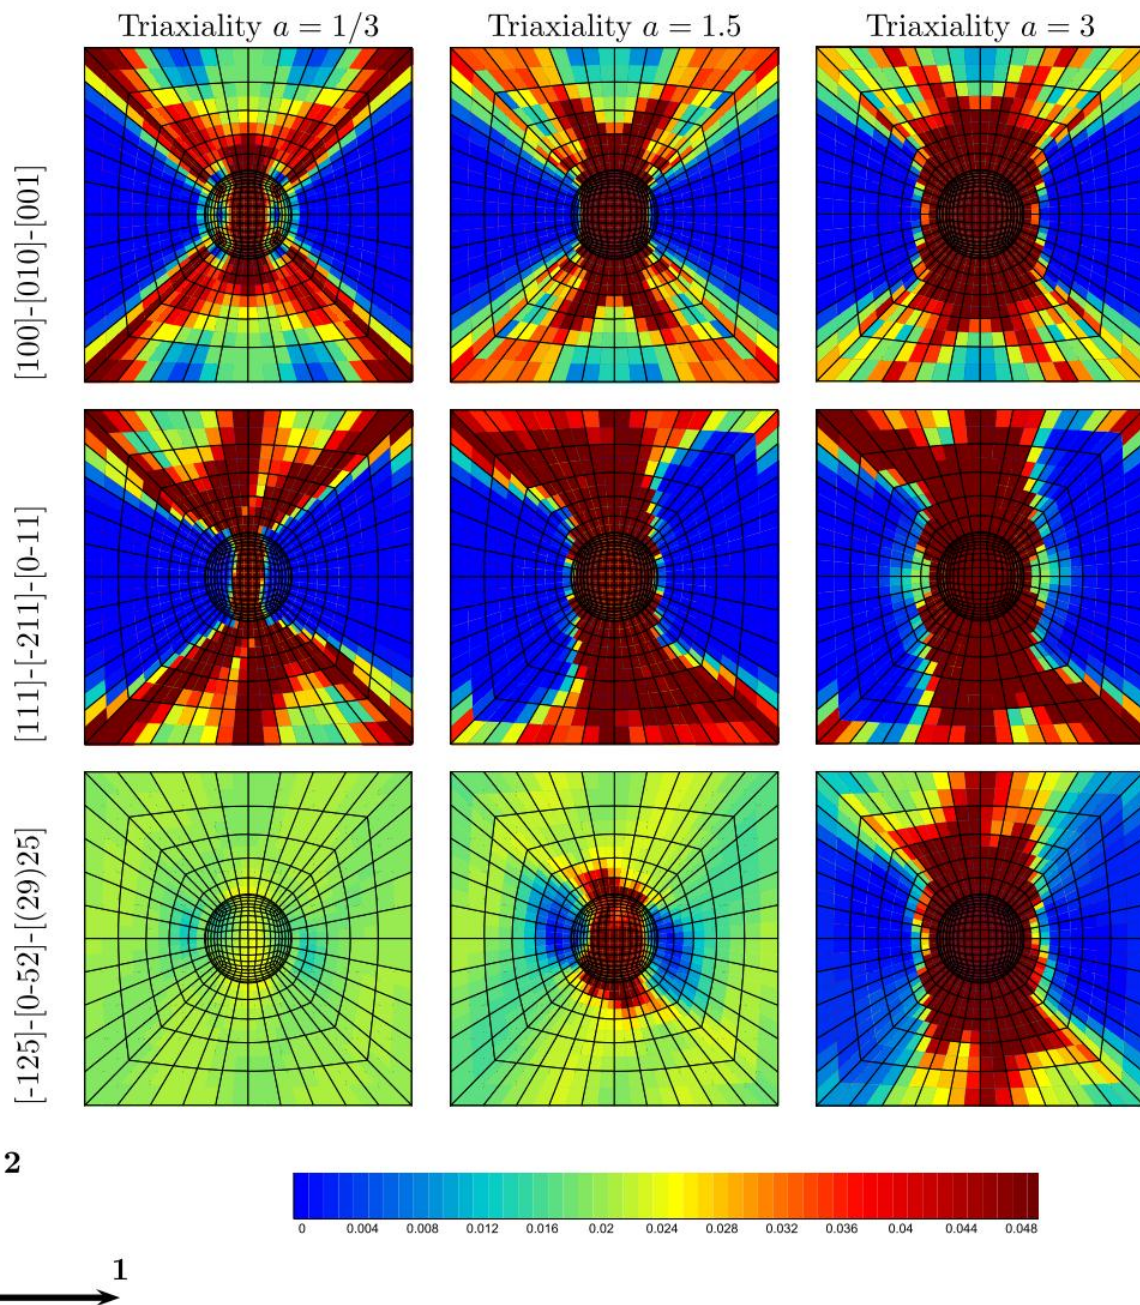 Triaxiality a = 1/3 Triaxiality a = 1.5 Triaxiality a = 3
[100]-[010]-[001]
[111]-[-211]-[0-11]
[-125]-[0-52]-[(29)25]
2
0 0.004 0.008 0.012 0.016 0.02 0.024 0.028 0.032 0.036 0.04 0.044 0.048
1